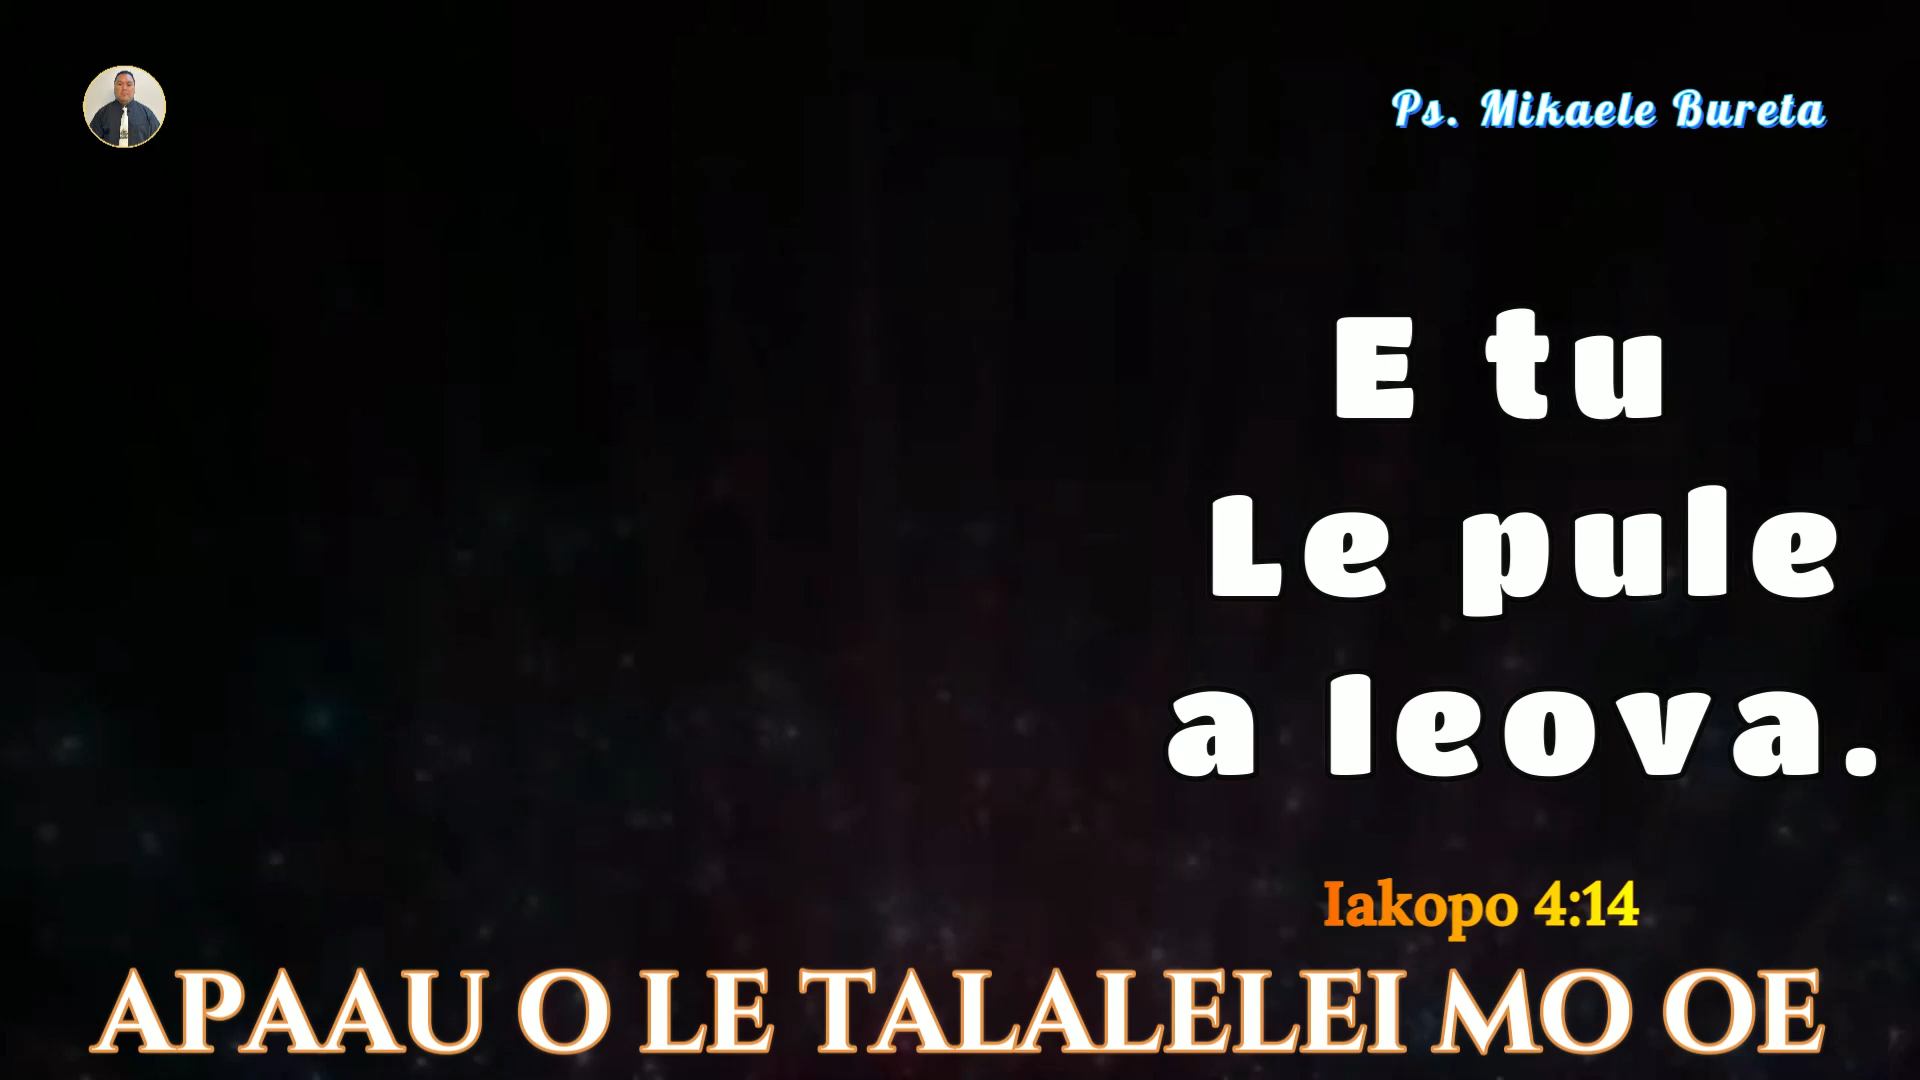 Ps. Mikaele Bureta
E tu
Le pule
a Ieova.
Iakopo 4:14
APAAU O LE TALALELEI MO OE